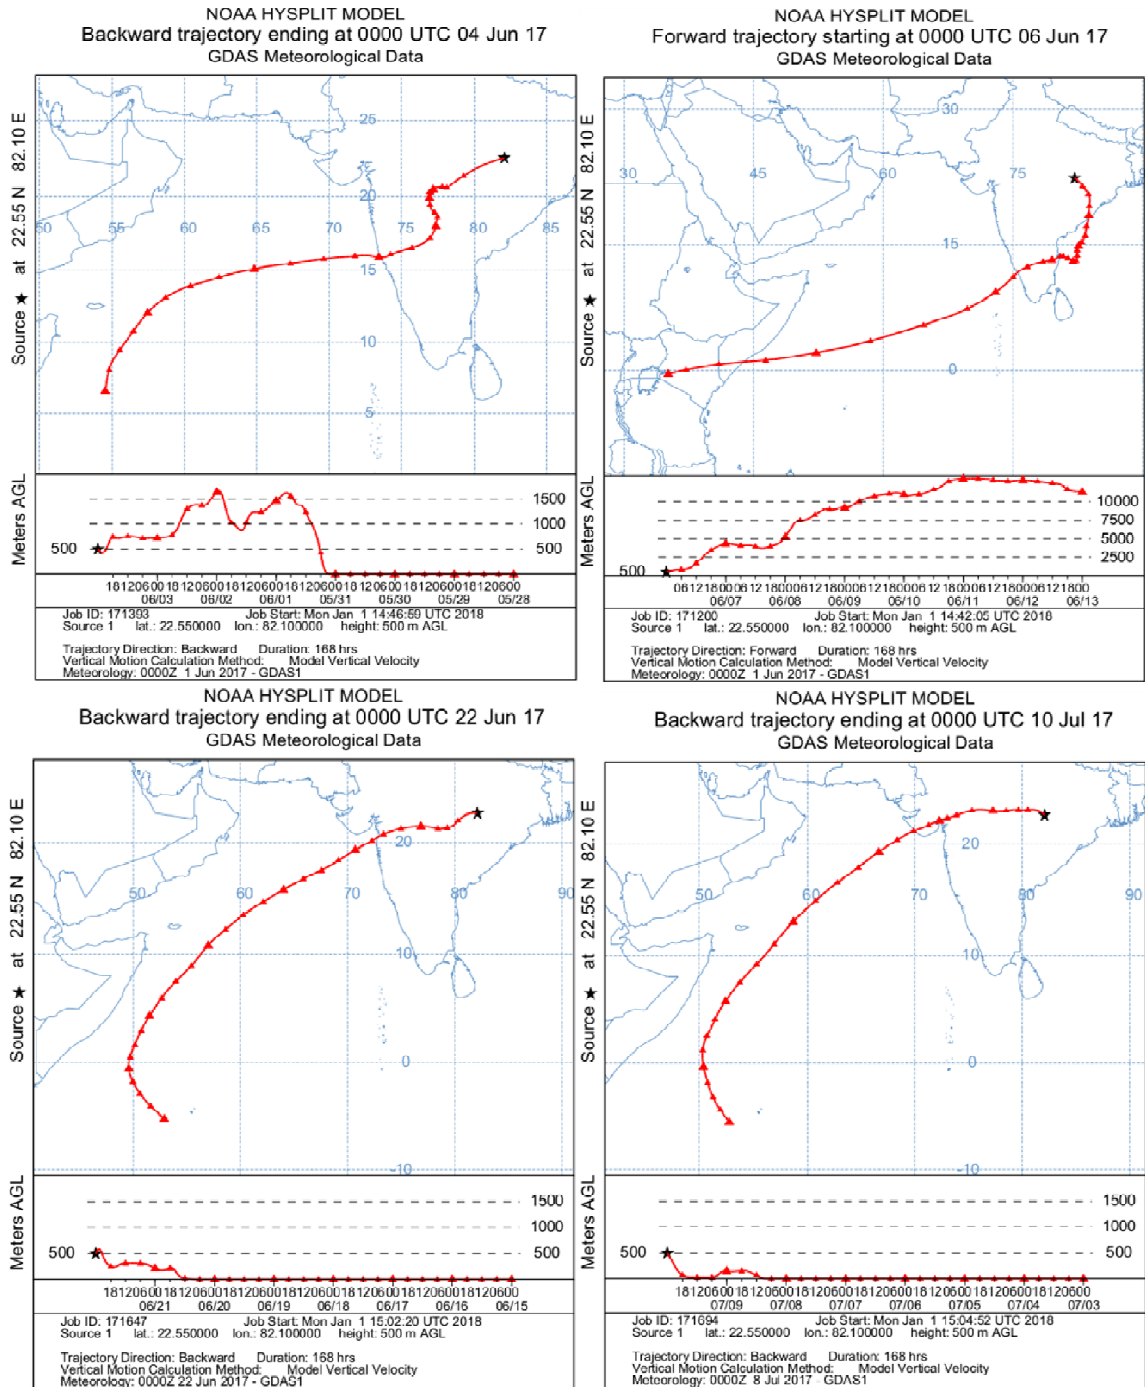 NOAA HYSPLIT MODEL
Backward trajectory ending at 0000 UTC 04 Jun 17
GDAS Meteorological Data
Source ★ at 22.55 N 82.10 E
25
20
50 55 60 65 70 75 80 85
15
10
5
Meters AGL
1500
1000
500
500
06/03 06/02 06/01 05/31 05/30 05/29 05/28
Job ID: 171393 Job Start: Mon Jan 1 14:46:59 UTC 2018
Source 1 lat.: 22.550000 lon.: 82.100000 height: 500 m AGL
Trajectory Direction: Backward Duration: 168 hrs
Vertical Motion Calculation Method: Model Vertical Velocity
Meteorology: 0000Z 1 Jun 2017 - GDAS1
NOAA HYSPLIT MODEL
Forward trajectory starting at 0000 UTC 06 Jun 17
GDAS Meteorological Data
Source ★ at 22.55 N 82.10 E
30
30 45 60 75
15
0
Meters AGL
10000
7500
5000
2500
500
06/07 06/08 06/09 06/10 06/11 06/12 06/13
Job ID: 171200 Job Start: Mon Jan 1 14:42:05 UTC 2018
Source 1 lat.: 22.550000 lon.: 82.100000 height: 500 m AGL
Trajectory Direction: Forward Duration: 168 hrs
Vertical Motion Calculation Method: Model Vertical Velocity
Meteorology: 0000Z 1 Jun 2017 - GDAS1
NOAA HYSPLIT MODEL
Backward trajectory ending at 0000 UTC 22 Jun 17
GDAS Meteorological Data
Source ★ at 22.55 N 82.10 E
20
50 60 70 80 90
10
0
-10
Meters AGL
1500
1000
500
500
06/21 06/20 06/19 06/18 06/17 06/16 06/15
Job ID: 171647 Job Start: Mon Jan 1 15:02:20 UTC 2018
Source 1 lat.: 22.550000 lon.: 82.100000 height: 500 m AGL
Trajectory Direction: Backward Duration: 168 hrs
Vertical Motion Calculation Method: Model Vertical Velocity
Meteorology: 0000Z 22 Jun 2017 - GDAS1
NOAA HYSPLIT MODEL
Backward trajectory ending at 0000 UTC 10 Jul 17
GDAS Meteorological Data
Source ★ at 22.55 N 82.10 E
20
50 60 70 80 90
10
0
-10
Meters AGL
1500
1000
500
500
07/09 07/08 07/07 07/06 07/05 07/04 07/03
Job ID: 171694 Job Start: Mon Jan 1 15:04:52 UTC 2018
Source 1 lat.: 22.550000 lon.: 82.100000 height: 500 m AGL
Trajectory Direction: Backward Duration: 168 hrs
Vertical Motion Calculation Method: Model Vertical Velocity
Meteorology: 0000Z 8 Jul 2017 - GDAS1